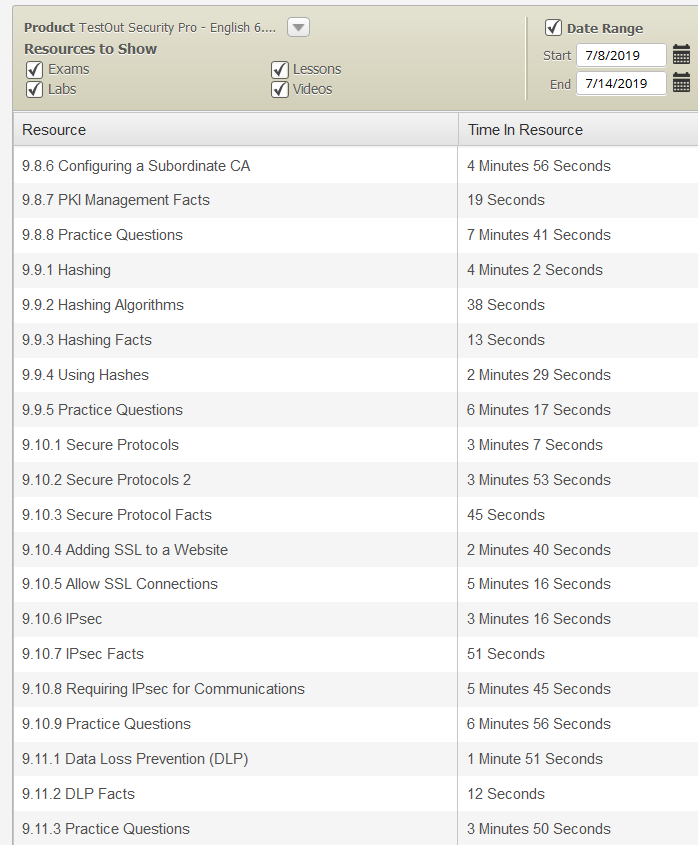 Product TestOut Security Pro - English 6....
Resources to Show
Exams Lessons
Labs Videos
Date Range
Start 7/8/2019
End 7/14/2019
Resource Time In Resource
9.8.6 Configuring a Subordinate CA 4 Minutes 56 Seconds
9.8.7 PKI Management Facts 19 Seconds
9.8.8 Practice Questions 7 Minutes 41 Seconds
9.9.1 Hashing 4 Minutes 2 Seconds
9.9.2 Hashing Algorithms 38 Seconds
9.9.3 Hashing Facts 13 Seconds
9.9.4 Using Hashes 2 Minutes 29 Seconds
9.9.5 Practice Questions 6 Minutes 17 Seconds
9.10.1 Secure Protocols 3 Minutes 7 Seconds
9.10.2 Secure Protocols 2 3 Minutes 53 Seconds
9.10.3 Secure Protocol Facts 45 Seconds
9.10.4 Adding SSL to a Website 2 Minutes 40 Seconds
9.10.5 Allow SSL Connections 5 Minutes 16 Seconds
9.10.6 IPsec 3 Minutes 16 Seconds
9.10.7 IPsec Facts 51 Seconds
9.10.8 Requiring IPsec for Communications 5 Minutes 45 Seconds
9.10.9 Practice Questions 6 Minutes 56 Seconds
9.11.1 Data Loss Prevention (DLP) 1 Minute 51 Seconds
9.11.2 DLP Facts 12 Seconds
9.11.3 Practice Questions 3 Minutes 50 Seconds